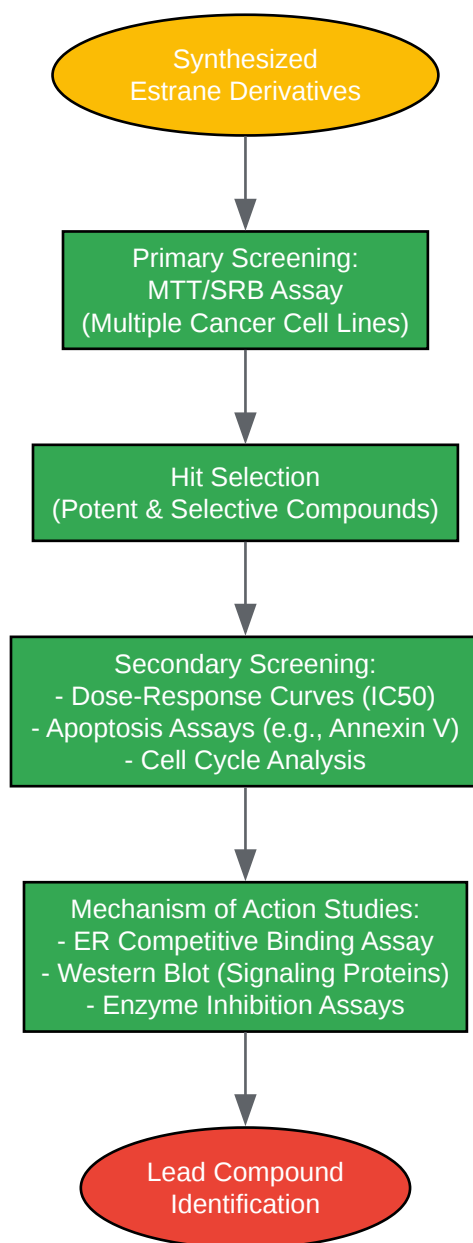 Synthesized
Estrane Derivatives
Primary Screening:
MTT/SRB Assay
(Multiple Cancer Cell Lines)
Hit Selection
(Potent & Selective Compounds)
Secondary Screening:
- Dose-Response Curves (IC50)
- Apoptosis Assays (e.g., Annexin V)
- Cell Cycle Analysis
Mechanism of Action Studies:
- ER Competitive Binding Assay
- Western Blot (Signaling Proteins)
- Enzyme Inhibition Assays
Lead Compound
Identification